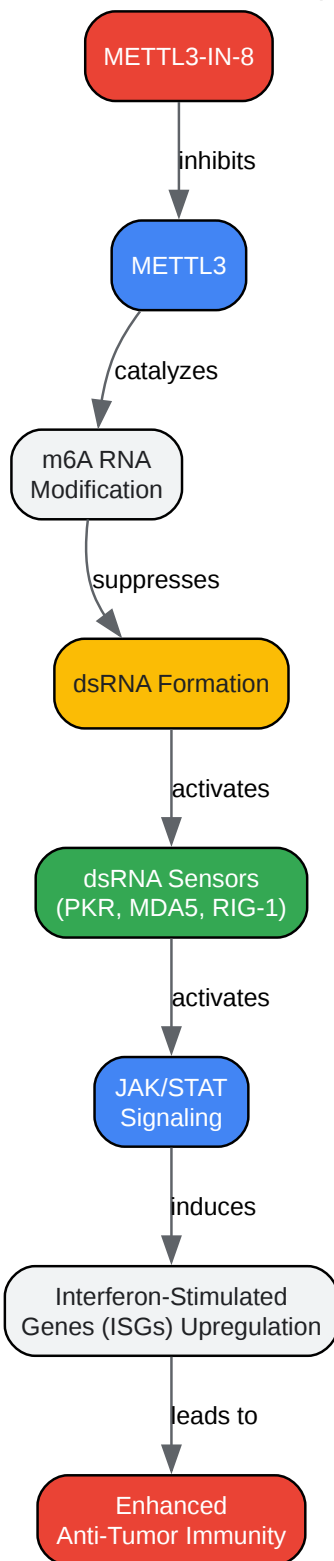 METTL3-IN-8
inhibits
METTL3
catalyzes
m6A RNA
Modification
suppresses
dsRNA Formation
activates
dsRNA Sensors
(PKR, MDA5, RIG-1)
activates
JAK/STAT
Signaling
induces
Interferon-Stimulated
Genes (ISGs) Upregulation
leads to
Enhanced
Anti-Tumor Immunity